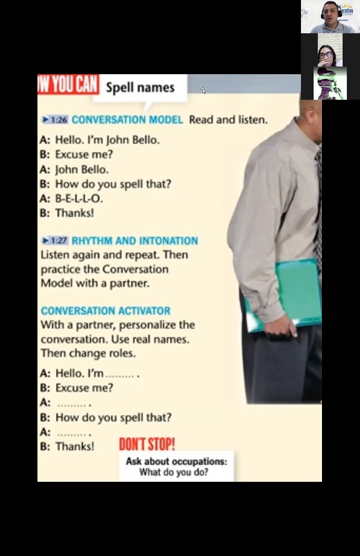 OW YOU CAN Spell names
1:26 CONVERSATION MODEL Read and listen.
A: Hello. I'm John Bello.
B: Excuse me?
A: John Bello.
B: How do you spell that?
A: B-E-L-L-O.
B: Thanks!
1:27 RHYTHM AND INTONATION
Listen again and repeat. Then
practice the Conversation
Model with a partner.
CONVERSATION ACTIVATOR
With a partner, personalize the
conversation. Use real names.
Then change roles.
A: Hello. I'm ......... .
B: Excuse me?
A: ......... .
B: How do you spell that?
A: ......... .
B: Thanks!
DON'T STOP!
Ask about occupations:
What do you do?